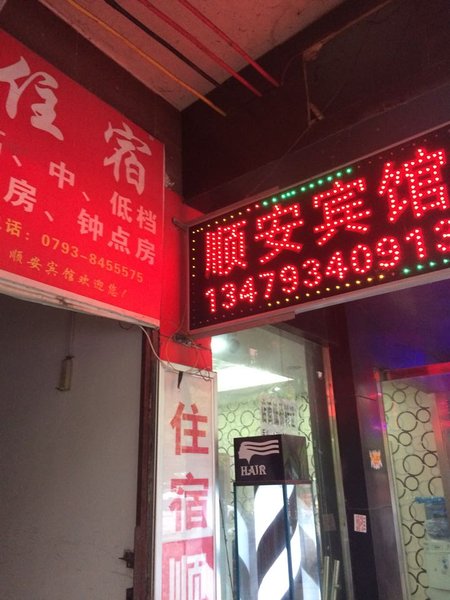 住宿
、中、低档
房、钟点房
话：0793-8455575
顺安宾馆欢迎您！
顺安宾馆
13479340913
住宿顺
HAIR